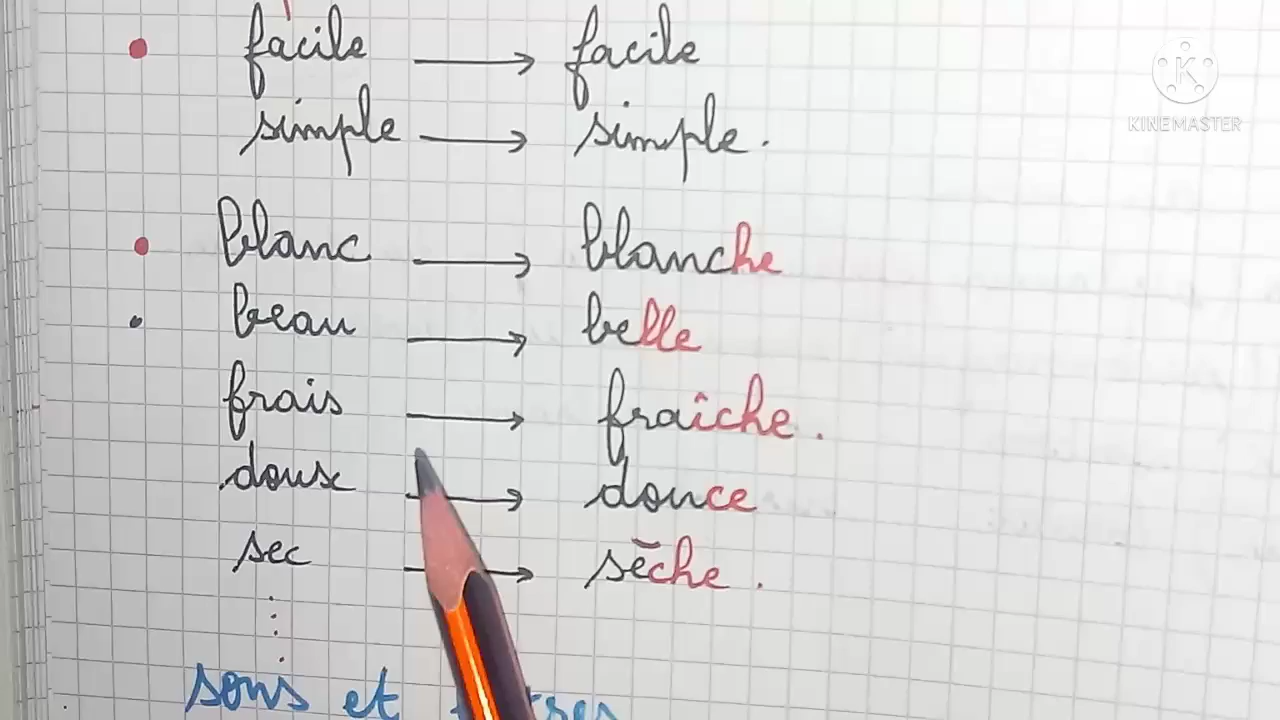 facile → facile
simple → simple.
blanc → blanche
beau → belle
frais → fraîche.
doux → douce
sec → sèche.
sons et
K
KINEMASTER